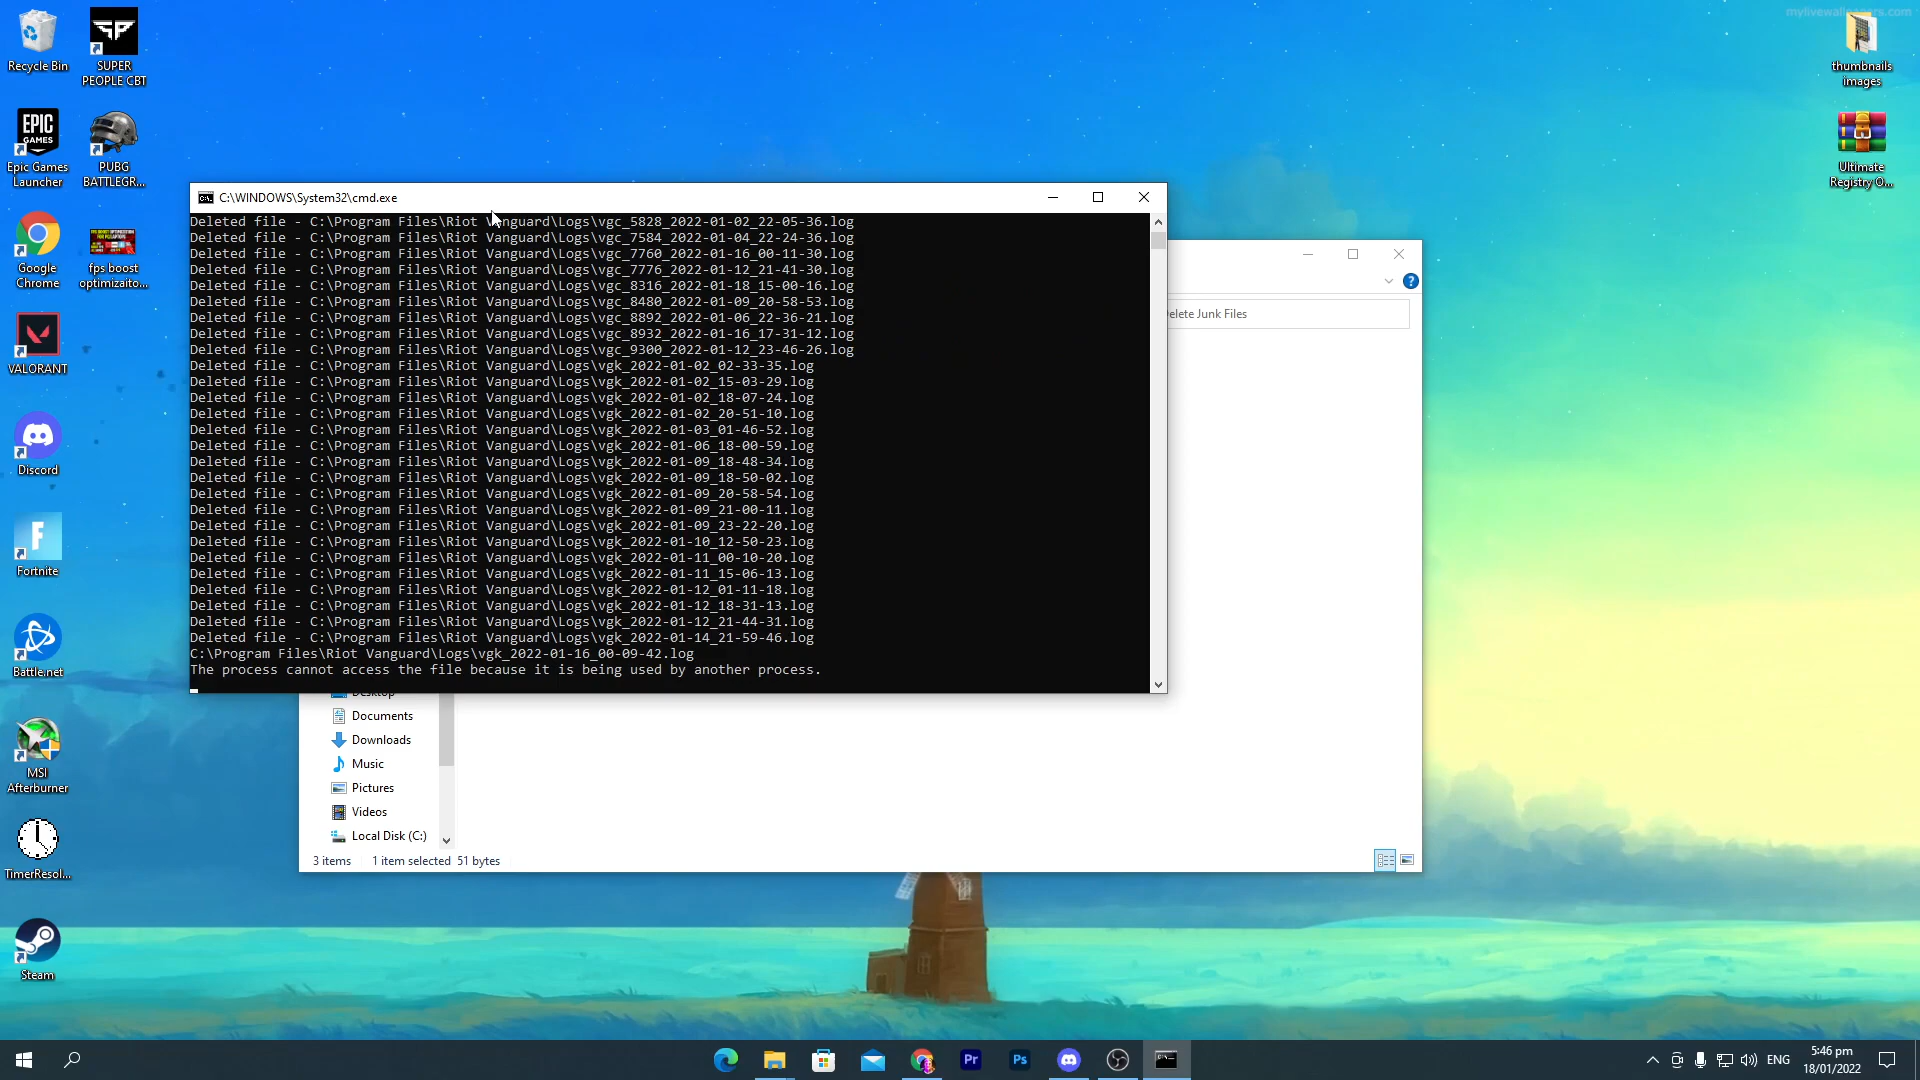 mylivewallpapers.com
Recycle Bin
SUPER
PEOPLE CBT
EPIC
GAMES
Epic Games
Launcher
PUBG
BATTLEGR...
Google
Chrome
fps boost
optimizaito...
VALORANT
Discord
Fortnite
Battle.net
MSI
Afterburner
TimerResol...
Steam
thumbnails
images
Ultimate
Registry O...
C:\WINDOWS\System32\cmd.exe
Deleted file - C:\Program Files\Riot Vanguard\Logs\vgc_5828_2022-01-02_22-05-36.log
Deleted file - C:\Program Files\Riot Vanguard\Logs\vgc_7584_2022-01-04_22-24-36.log
Deleted file - C:\Program Files\Riot Vanguard\Logs\vgc_7760_2022-01-16_00-11-30.log
Deleted file - C:\Program Files\Riot Vanguard\Logs\vgc_7776_2022-01-12_21-41-30.log
Deleted file - C:\Program Files\Riot Vanguard\Logs\vgc_8316_2022-01-18_15-00-16.log
Deleted file - C:\Program Files\Riot Vanguard\Logs\vgc_8480_2022-01-09_20-58-53.log
Deleted file - C:\Program Files\Riot Vanguard\Logs\vgc_8892_2022-01-06_22-36-21.log
Deleted file - C:\Program Files\Riot Vanguard\Logs\vgc_8932_2022-01-16_17-31-12.log
Deleted file - C:\Program Files\Riot Vanguard\Logs\vgc_9300_2022-01-12_23-46-26.log
Deleted file - C:\Program Files\Riot Vanguard\Logs\vgk_2022-01-02_02-33-35.log
Deleted file - C:\Program Files\Riot Vanguard\Logs\vgk_2022-01-02_15-03-29.log
Deleted file - C:\Program Files\Riot Vanguard\Logs\vgk_2022-01-02_18-07-24.log
Deleted file - C:\Program Files\Riot Vanguard\Logs\vgk_2022-01-02_20-51-10.log
Deleted file - C:\Program Files\Riot Vanguard\Logs\vgk_2022-01-03_01-46-52.log
Deleted file - C:\Program Files\Riot Vanguard\Logs\vgk_2022-01-06_18-00-59.log
Deleted file - C:\Program Files\Riot Vanguard\Logs\vgk_2022-01-09_18-48-34.log
Deleted file - C:\Program Files\Riot Vanguard\Logs\vgk_2022-01-09_18-50-02.log
Deleted file - C:\Program Files\Riot Vanguard\Logs\vgk_2022-01-09_20-58-54.log
Deleted file - C:\Program Files\Riot Vanguard\Logs\vgk_2022-01-09_21-00-11.log
Deleted file - C:\Program Files\Riot Vanguard\Logs\vgk_2022-01-09_23-22-20.log
Deleted file - C:\Program Files\Riot Vanguard\Logs\vgk_2022-01-10_12-50-23.log
Deleted file - C:\Program Files\Riot Vanguard\Logs\vgk_2022-01-11_00-10-20.log
Deleted file - C:\Program Files\Riot Vanguard\Logs\vgk_2022-01-11_15-06-13.log
Deleted file - C:\Program Files\Riot Vanguard\Logs\vgk_2022-01-12_01-11-18.log
Deleted file - C:\Program Files\Riot Vanguard\Logs\vgk_2022-01-12_18-31-13.log
Deleted file - C:\Program Files\Riot Vanguard\Logs\vgk_2022-01-12_21-44-31.log
Deleted file - C:\Program Files\Riot Vanguard\Logs\vgk_2022-01-14_21-59-46.log
C:\Program Files\Riot Vanguard\Logs\vgk_2022-01-16_00-09-42.log
The process cannot access the file because it is being used by another process.
elete Junk Files
Desktop
Documents
Downloads
Music
Pictures
Videos
Local Disk (C:)
3 items 1 item selected 51 bytes
Pr
Ps
ENG
5:46 pm
18/01/2022